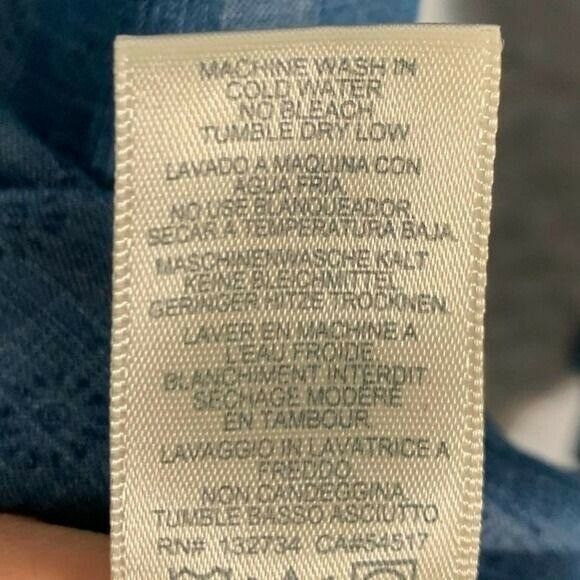 MACHINE WASH IN
COLD WATER
NO BLEACH
TUMBLE DRY LOW
LAVADO A MAQUINA CON
AGUA FRIA
NO USE BLANQUEADOR
SECAR A TEMPERATURA BAJA
MASCHINENWASCHE KALT
KEINE BLEICHMITTEL
GERINGER HITZE TROCKNEN
LAVER EN MACHINE A
L'EAU FROIDE
BLANCHIMENT INTERDIT
SECHAGE MODÉRE
EN TAMBOUR
LAVAGGIO IN LAVATRICE A
FREDDO
NON CANDEGGINA
TUMBLE BASSO ASCIUTTO
RN# 132734 CA#54517